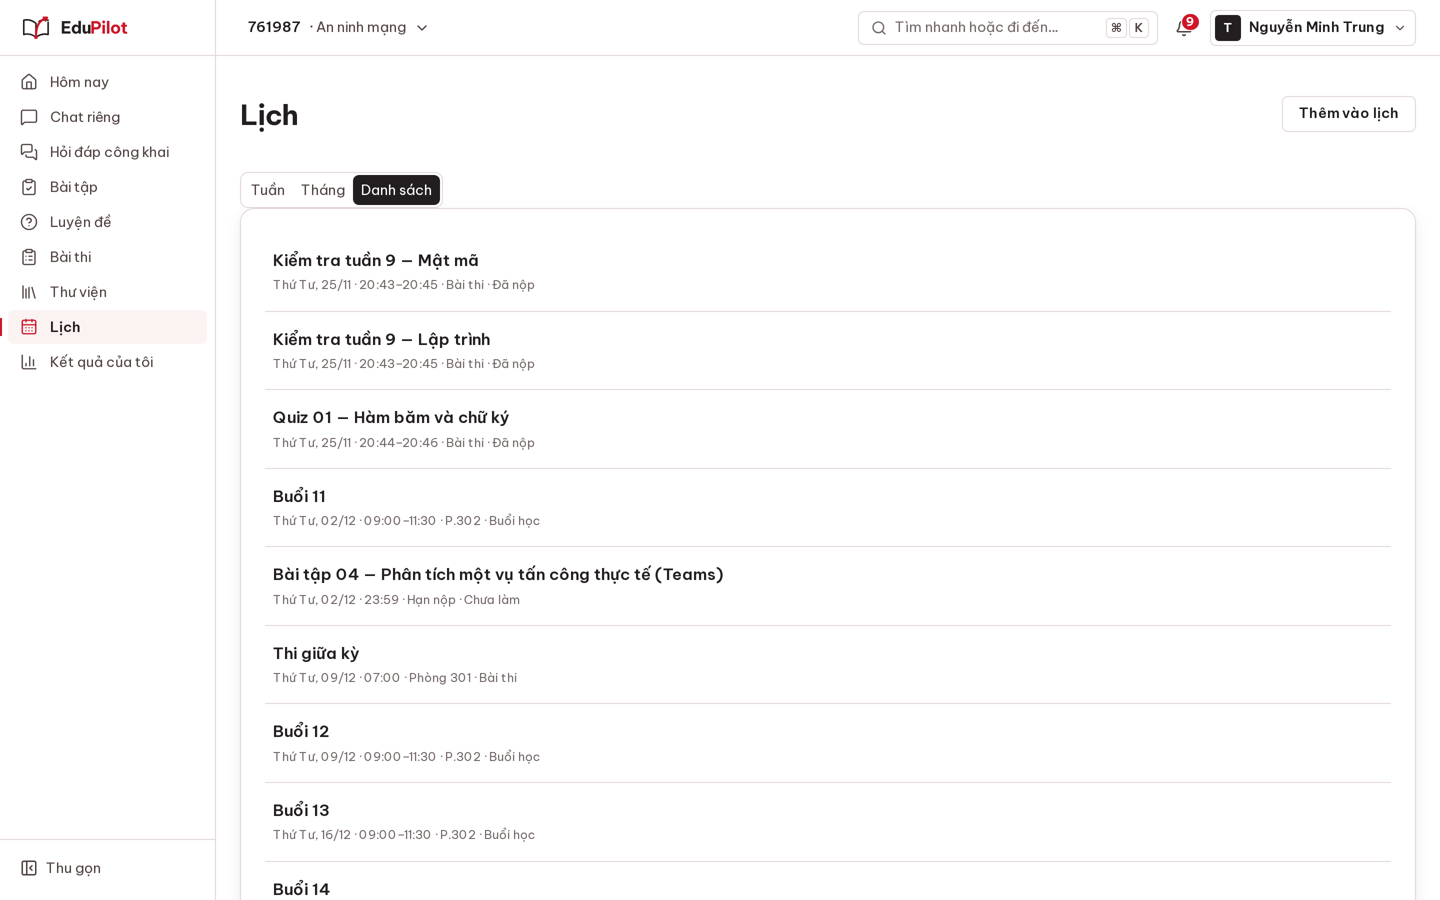 EduPilot
761987 · An ninh mạng
Tìm nhanh hoặc đi đến...
⌘ K
9
T Nguyễn Minh Trung
Hôm nay
Chat riêng
Hỏi đáp công khai
Bài tập
Luyện đề
Bài thi
Thư viện
Lịch
Kết quả của tôi
Thu gọn
Lịch
Thêm vào lịch
Tuần Tháng Danh sách
Kiểm tra tuần 9 — Mật mã
Thứ Tư, 25/11 · 20:43–20:45 · Bài thi · Đã nộp
Kiểm tra tuần 9 — Lập trình
Thứ Tư, 25/11 · 20:43–20:45 · Bài thi · Đã nộp
Quiz 01 — Hàm băm và chữ ký
Thứ Tư, 25/11 · 20:44–20:46 · Bài thi · Đã nộp
Buổi 11
Thứ Tư, 02/12 · 09:00–11:30 · P.302 · Buổi học
Bài tập 04 — Phân tích một vụ tấn công thực tế (Teams)
Thứ Tư, 02/12 · 23:59 · Hạn nộp · Chưa làm
Thi giữa kỳ
Thứ Tư, 09/12 · 07:00 · Phòng 301 · Bài thi
Buổi 12
Thứ Tư, 09/12 · 09:00–11:30 · P.302 · Buổi học
Buổi 13
Thứ Tư, 16/12 · 09:00–11:30 · P.302 · Buổi học
Buổi 14